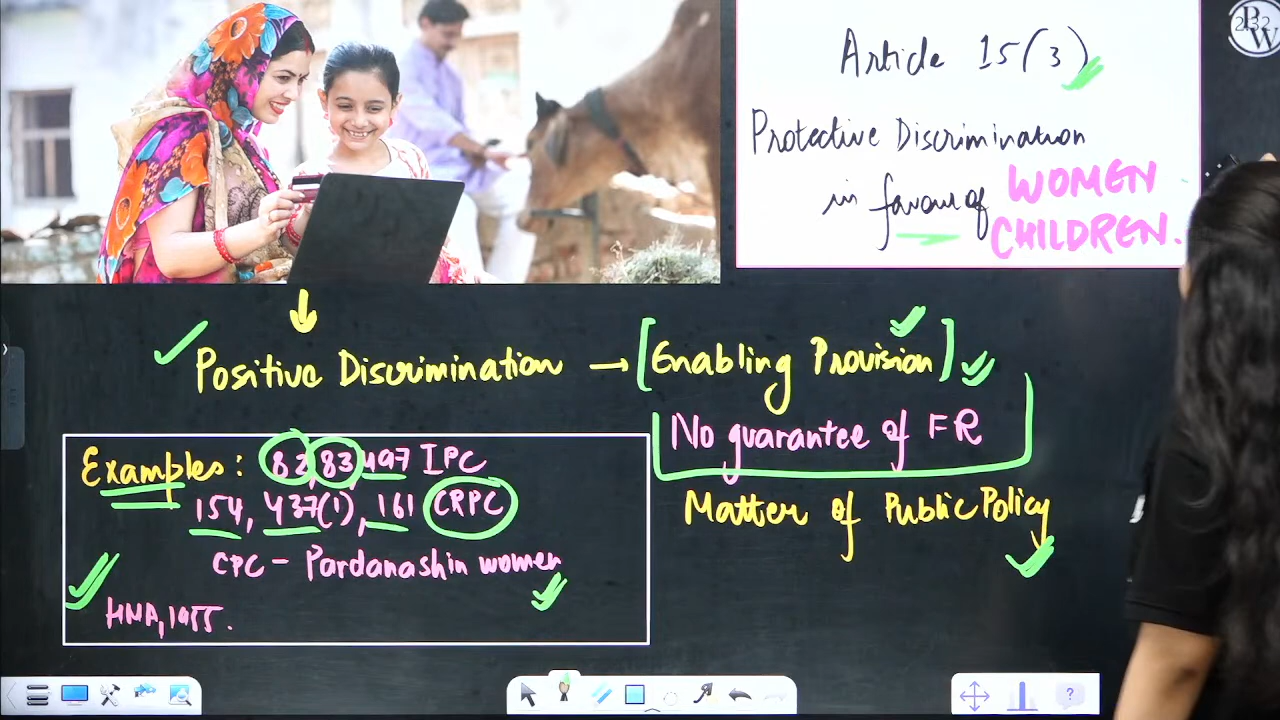 Article 15(3)
Protective Discrimination
in favour of WOMEN
CHILDREN.
Positive Discrimination → [Enabling Provision]
No guarantee of FR
Matter of Public Policy
Examples: 82, 83, 497 IPC
154, 437(1), 161 CRPC
CPC - Pardanashin women
HMA, 1955.
PW